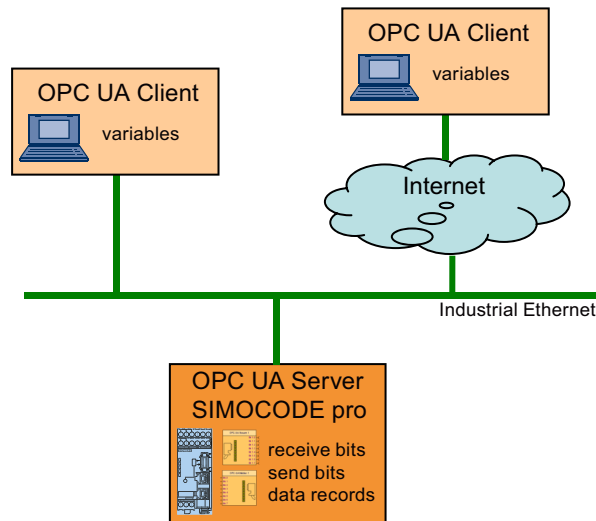 OPC UA Client
variables
OPC UA Client
variables
Internet
Industrial Ethernet
OPC UA Server
SIMOCODE pro
receive bits
send bits
data records